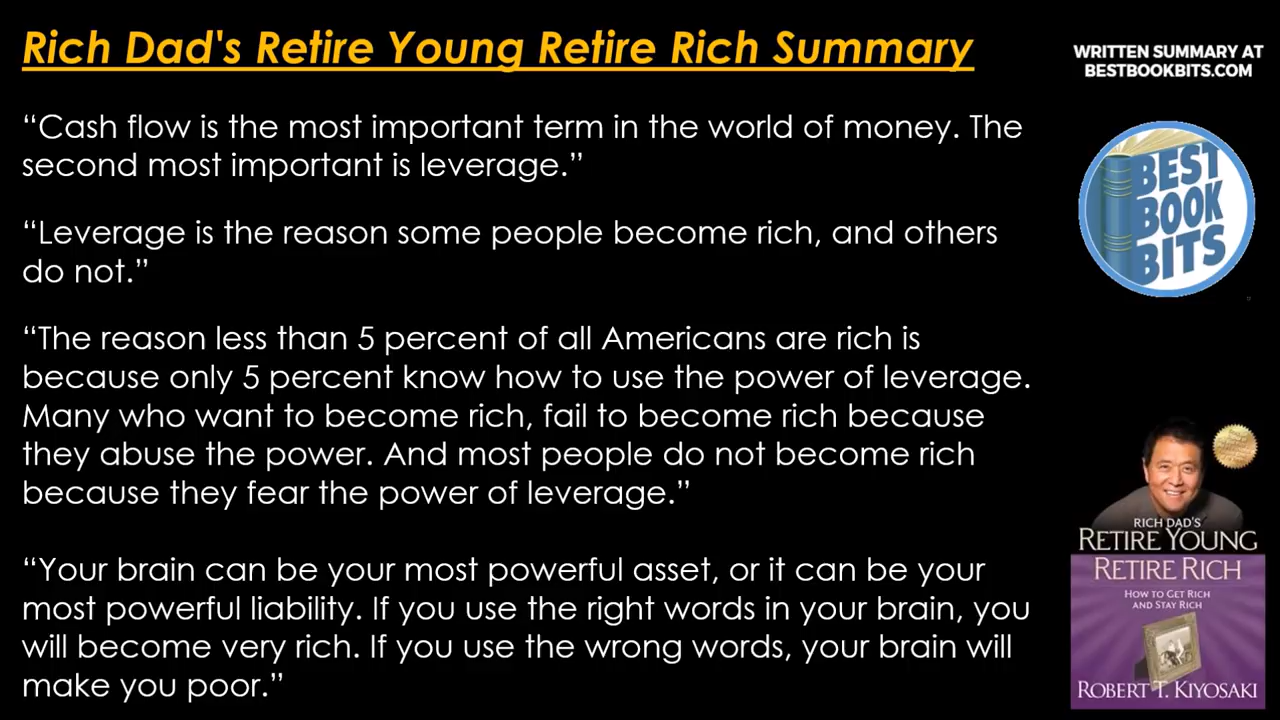 Rich Dad's Retire Young Retire Rich Summary
“Cash flow is the most important term in the world of money. The
second most important is leverage.”
“Leverage is the reason some people become rich, and others
do not.”
“The reason less than 5 percent of all Americans are rich is
because only 5 percent know how to use the power of leverage.
Many who want to become rich, fail to become rich because
they abuse the power. And most people do not become rich
because they fear the power of leverage.”
“Your brain can be your most powerful asset, or it can be your
most powerful liability. If you use the right words in your brain, you
will become very rich. If you use the wrong words, your brain will
make you poor.”
WRITTEN SUMMARY AT
BESTBOOKBITS.COM
BEST
BOOK
BITS
RICH DAD'S
RETIRE YOUNG
RETIRE RICH
HOW TO GET RICH
AND STAY RICH
ROBERT T. KIYOSAKI